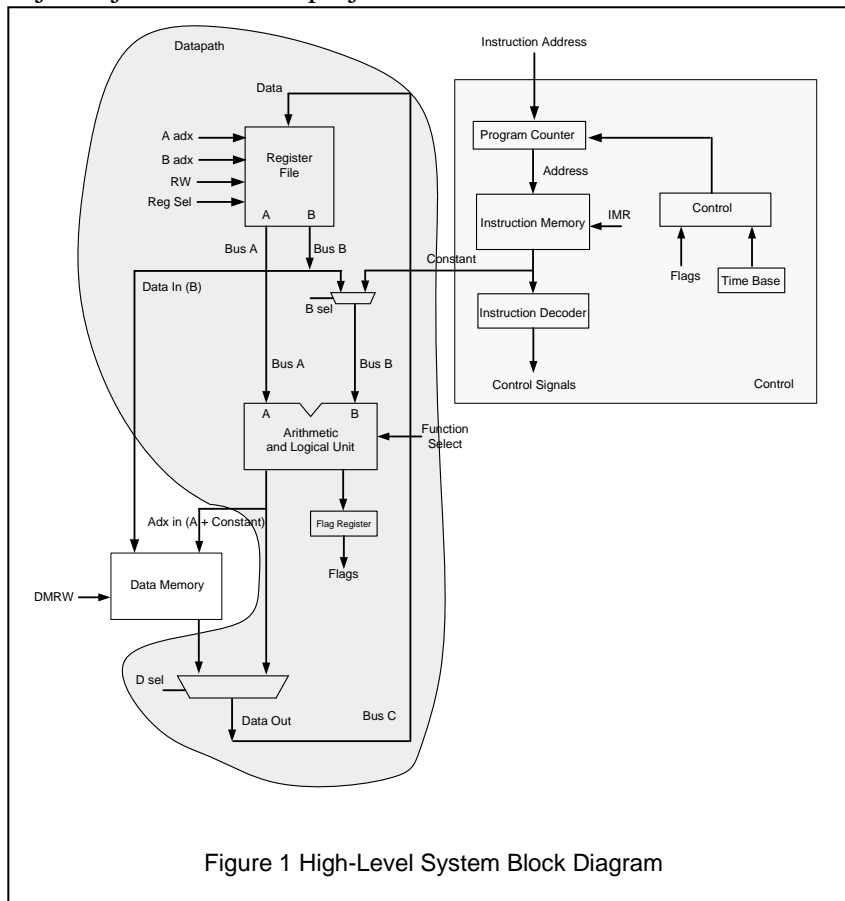 Datapath
Instruction Address
Data
A adx
B adx
RW
Reg Sel
Register
File
A B
Program Counter
Address
Instruction Memory
IMR
Control
Bus A
Bus B
Constant
Flags
Time Base
Data In (B)
B sel
Instruction Decoder
Control Signals
Control
Bus A
Bus B
A B
Arithmetic
and Logical Unit
Function
Select
Adx in (A + Constant)
Flag Register
Flags
Data Memory
DMRW
D sel
Data Out
Bus C
Figure 1 High-Level System Block Diagram